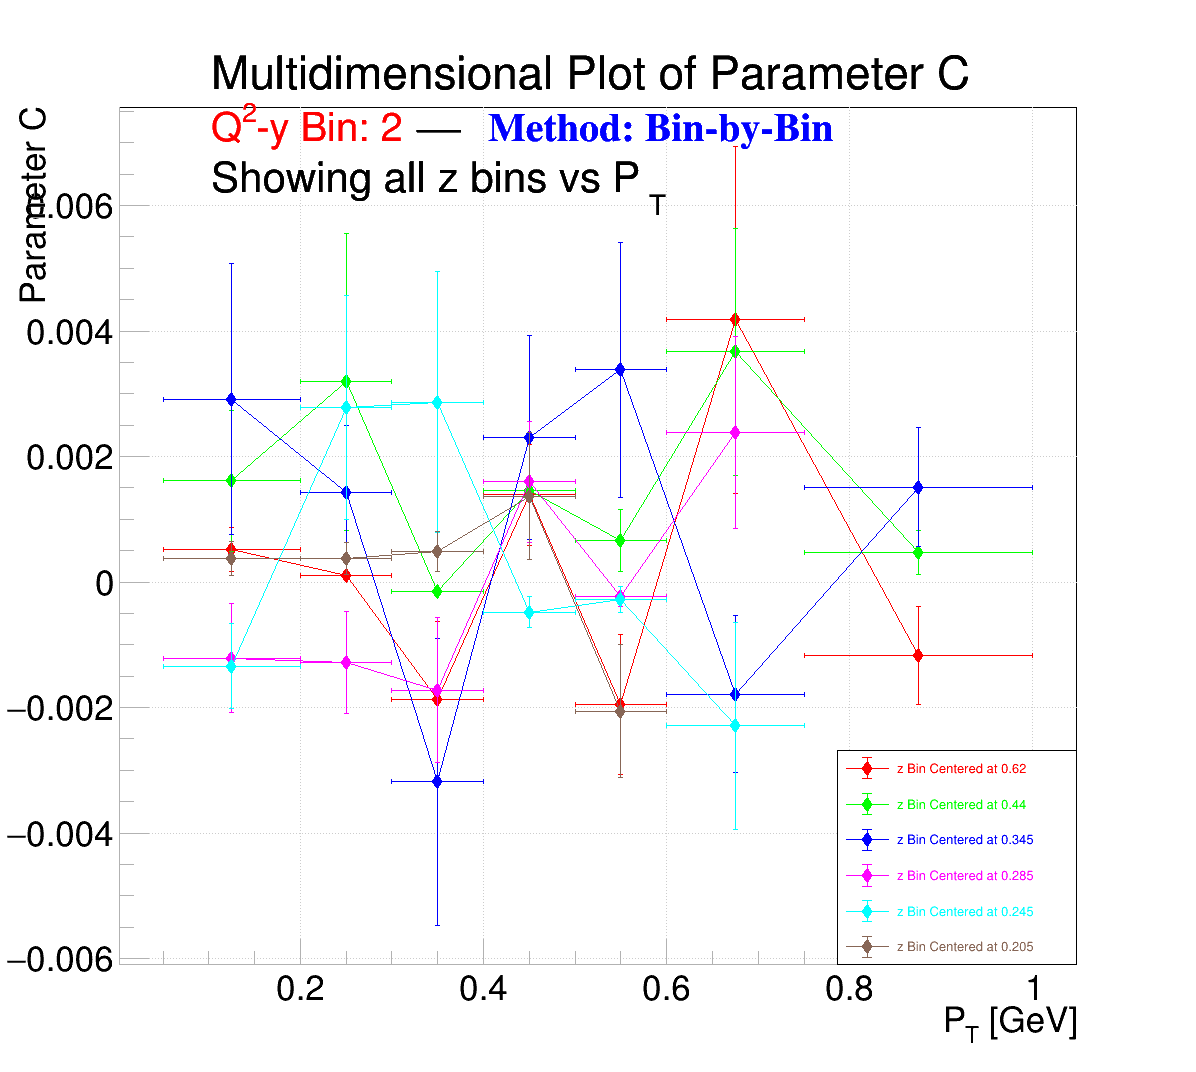 Multidimensional Plot of Parameter C
Q²-y Bin: 2 — Method: Bin-by-Bin
Showing all z bins vs P_T
Parameter C
0.006
0.004
0.002
0
−0.002
−0.004
−0.006
z Bin Centered at 0.62
z Bin Centered at 0.44
z Bin Centered at 0.345
z Bin Centered at 0.285
z Bin Centered at 0.245
z Bin Centered at 0.205
0.2 0.4 0.6 0.8 1
P_T [GeV]